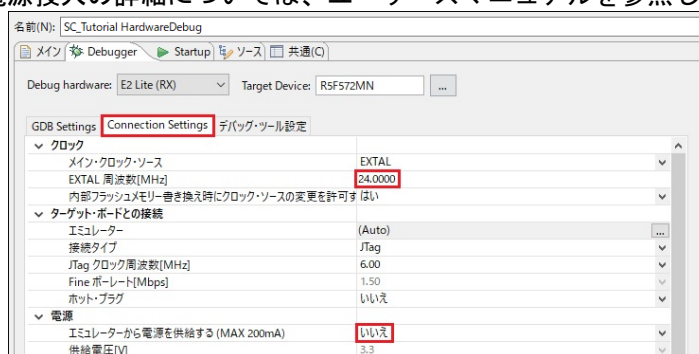 電源投入の詳細については、ユーザーズマニュアルを参照し
名前(N): SC_Tutorial HardwareDebug
メイン Debugger Startup ソース 共通(C)
Debug hardware: E2 Lite (RX) Target Device: R5F572MN ...
GDB Settings Connection Settings デバッグ・ツール設定
クロック
メイン・クロック・ソース EXTAL
EXTAL 周波数[MHz] 24.0000
内部フラッシュメモリー書き換え時にクロック・ソースの変更を許可す はい
ターゲット・ボードとの接続
エミュレーター (Auto) ...
接続タイプ JTag
JTag クロック周波数[MHz] 6.00
Fine ボーレート[Mbps] 1.50
ホット・プラグ いいえ
電源
エミュレーターから電源を供給する (MAX 200mA) いいえ
供給電圧[V] 3.3